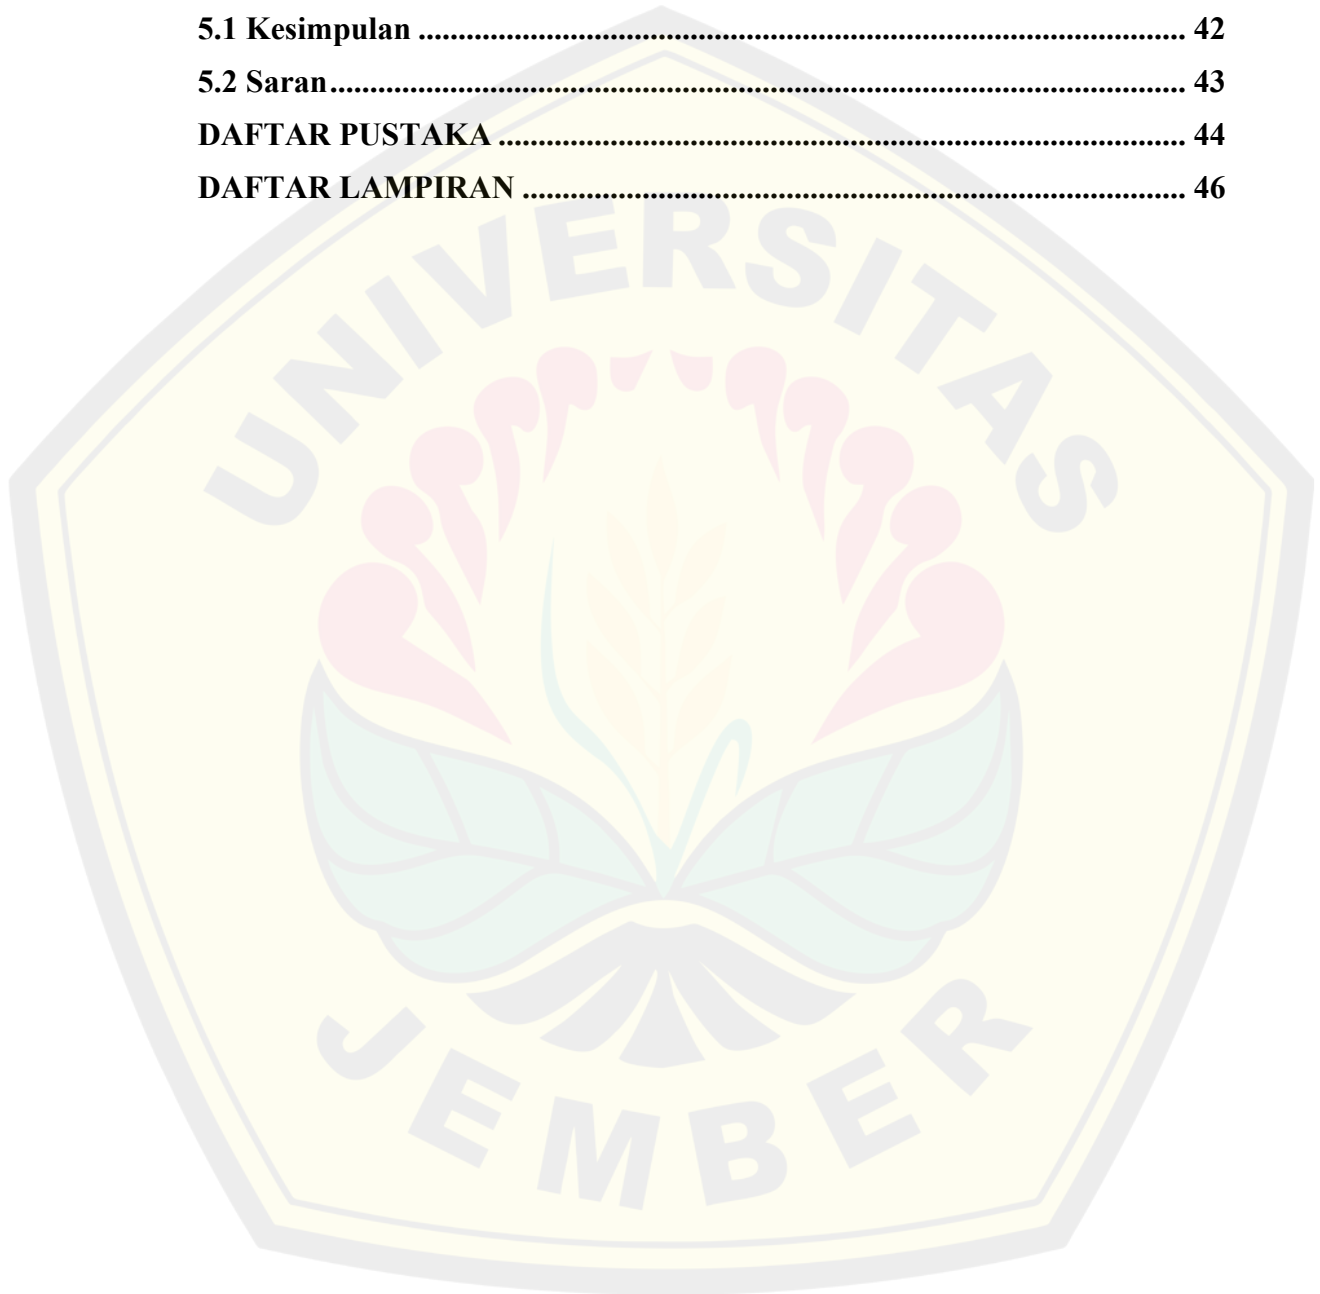 5.1 Kesimpulan ................................................................................................ 42
5.2 Saran........................................................................................................... 43
DAFTAR PUSTAKA ...................................................................................... 44
DAFTAR LAMPIRAN ................................................................................... 46
UNIVERSITAS
JEMBER